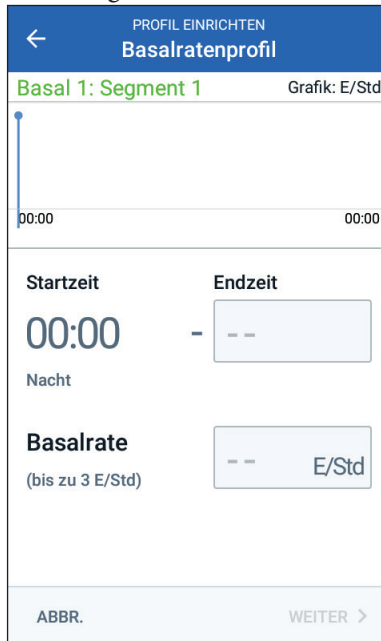 PROFIL EINRICHTEN
Basalratenprofil
Basal 1: Segment 1 Grafik: E/Std
00:00 00:00
Startzeit Endzeit
00:00 - --
Nacht
Basalrate -- E/Std
(bis zu 3 E/Std)
ABBR. WEITER >